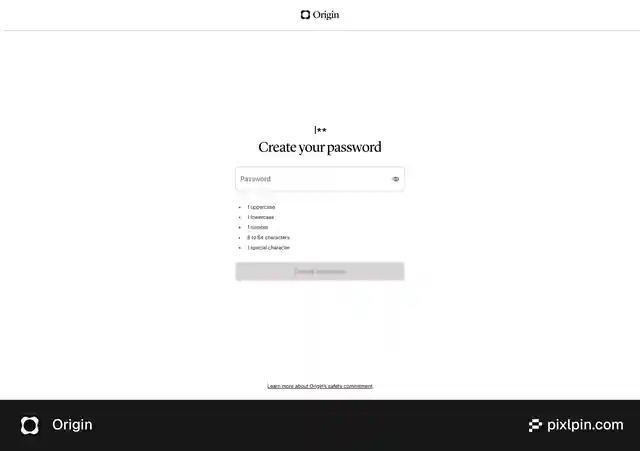 Origin
|**
Create your password
Password
1 uppercase
1 lowercase
1 number
8 to 64 characters
1 special character
Learn more about Origin's safety commitment
Origin
pixlpin.com